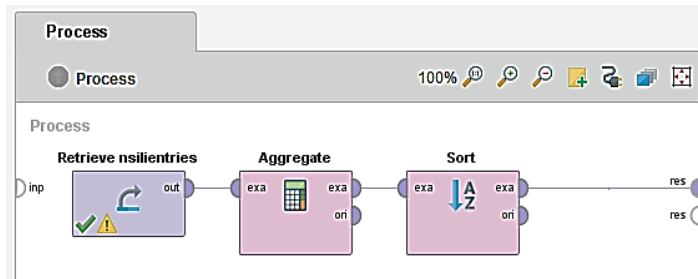 Process
Process
100%
Process
Retrieve nsilientries
Aggregate
Sort
inp
out
exa
exa
exa
exa
res
ori
ori
res
A
Z